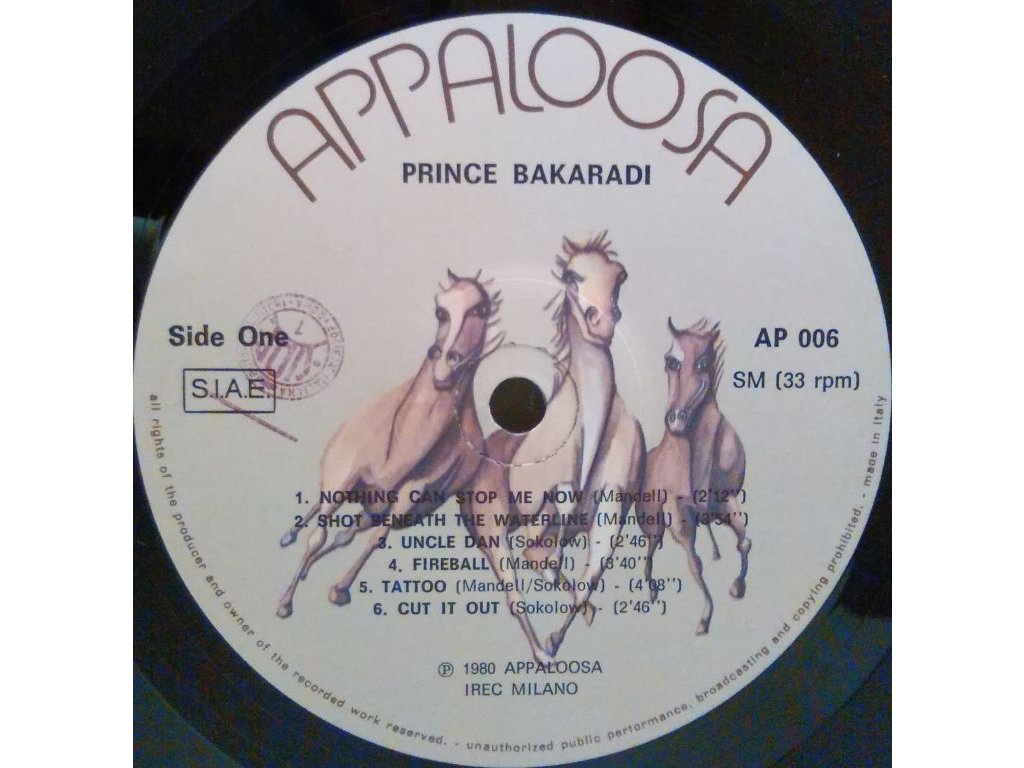 APPALOOSA
PRINCE BAKARADI
Side One
AP 006
S.I.A.E.
SM (33 rpm)
1. NOTHING CAN STOP ME NOW (Mandell) - (2'12'')
2. SHOT BENEATH THE WATERLINE (Mandell) - (3'54'')
3. UNCLE DAN (Sokolow) - (2'46'')
4. FIREBALL (Mandell) - (3'40'')
5. TATTOO (Mandell/Sokolow) - (4'08'')
6. CUT IT OUT (Sokolow) - (2'46'')
℗ 1980 APPALOOSA
IREC MILANO
all rights of the producer and owner of the recorded work reserved. - unauthorized public performance, broadcasting and copying prohibited. - made in Italy